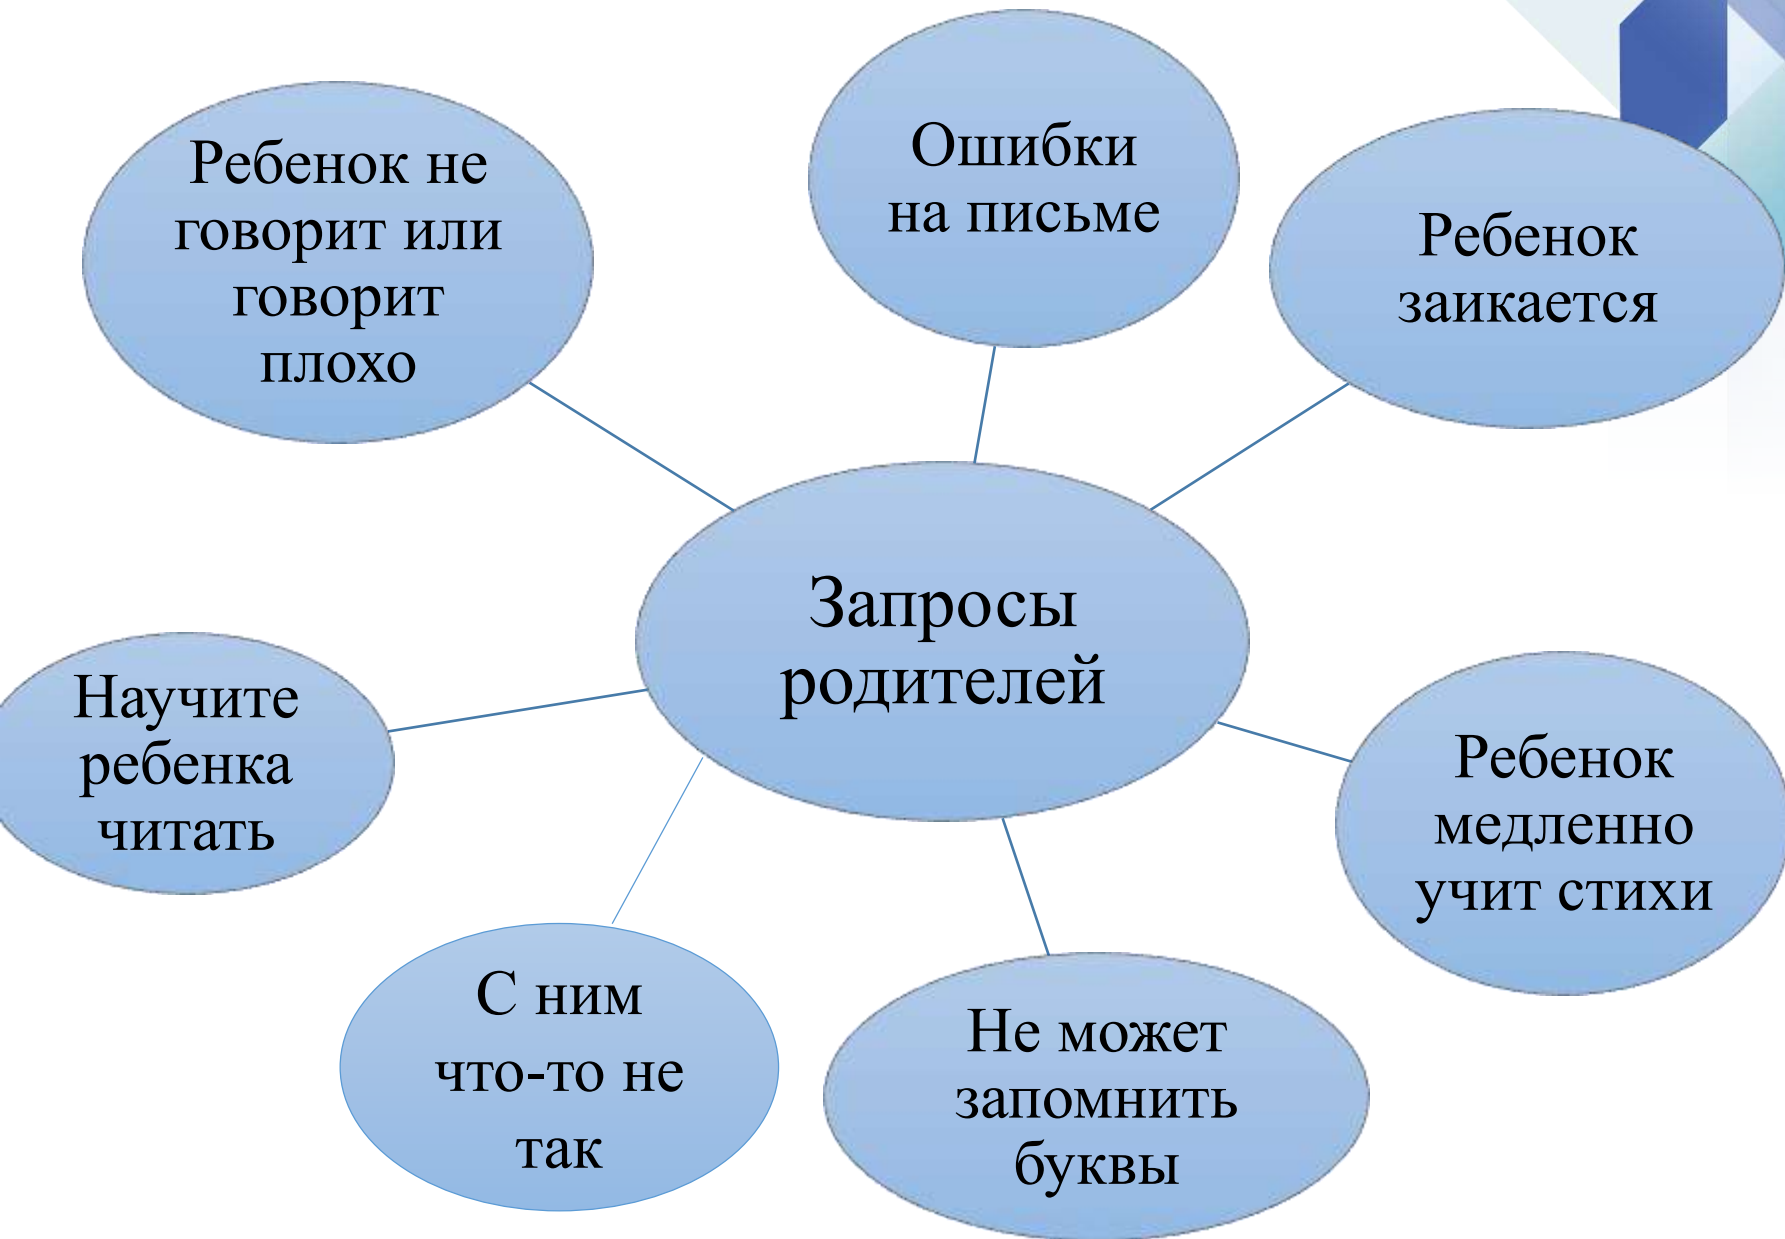 Ребенок не
говорит или
говорит
плохо
Ошибки
на письме
Ребенок
заикается
Запросы
родителей
Научите
ребенка
читать
Ребенок
медленно
учит стихи
С ним
что-то не
так
Не может
запомнить
буквы